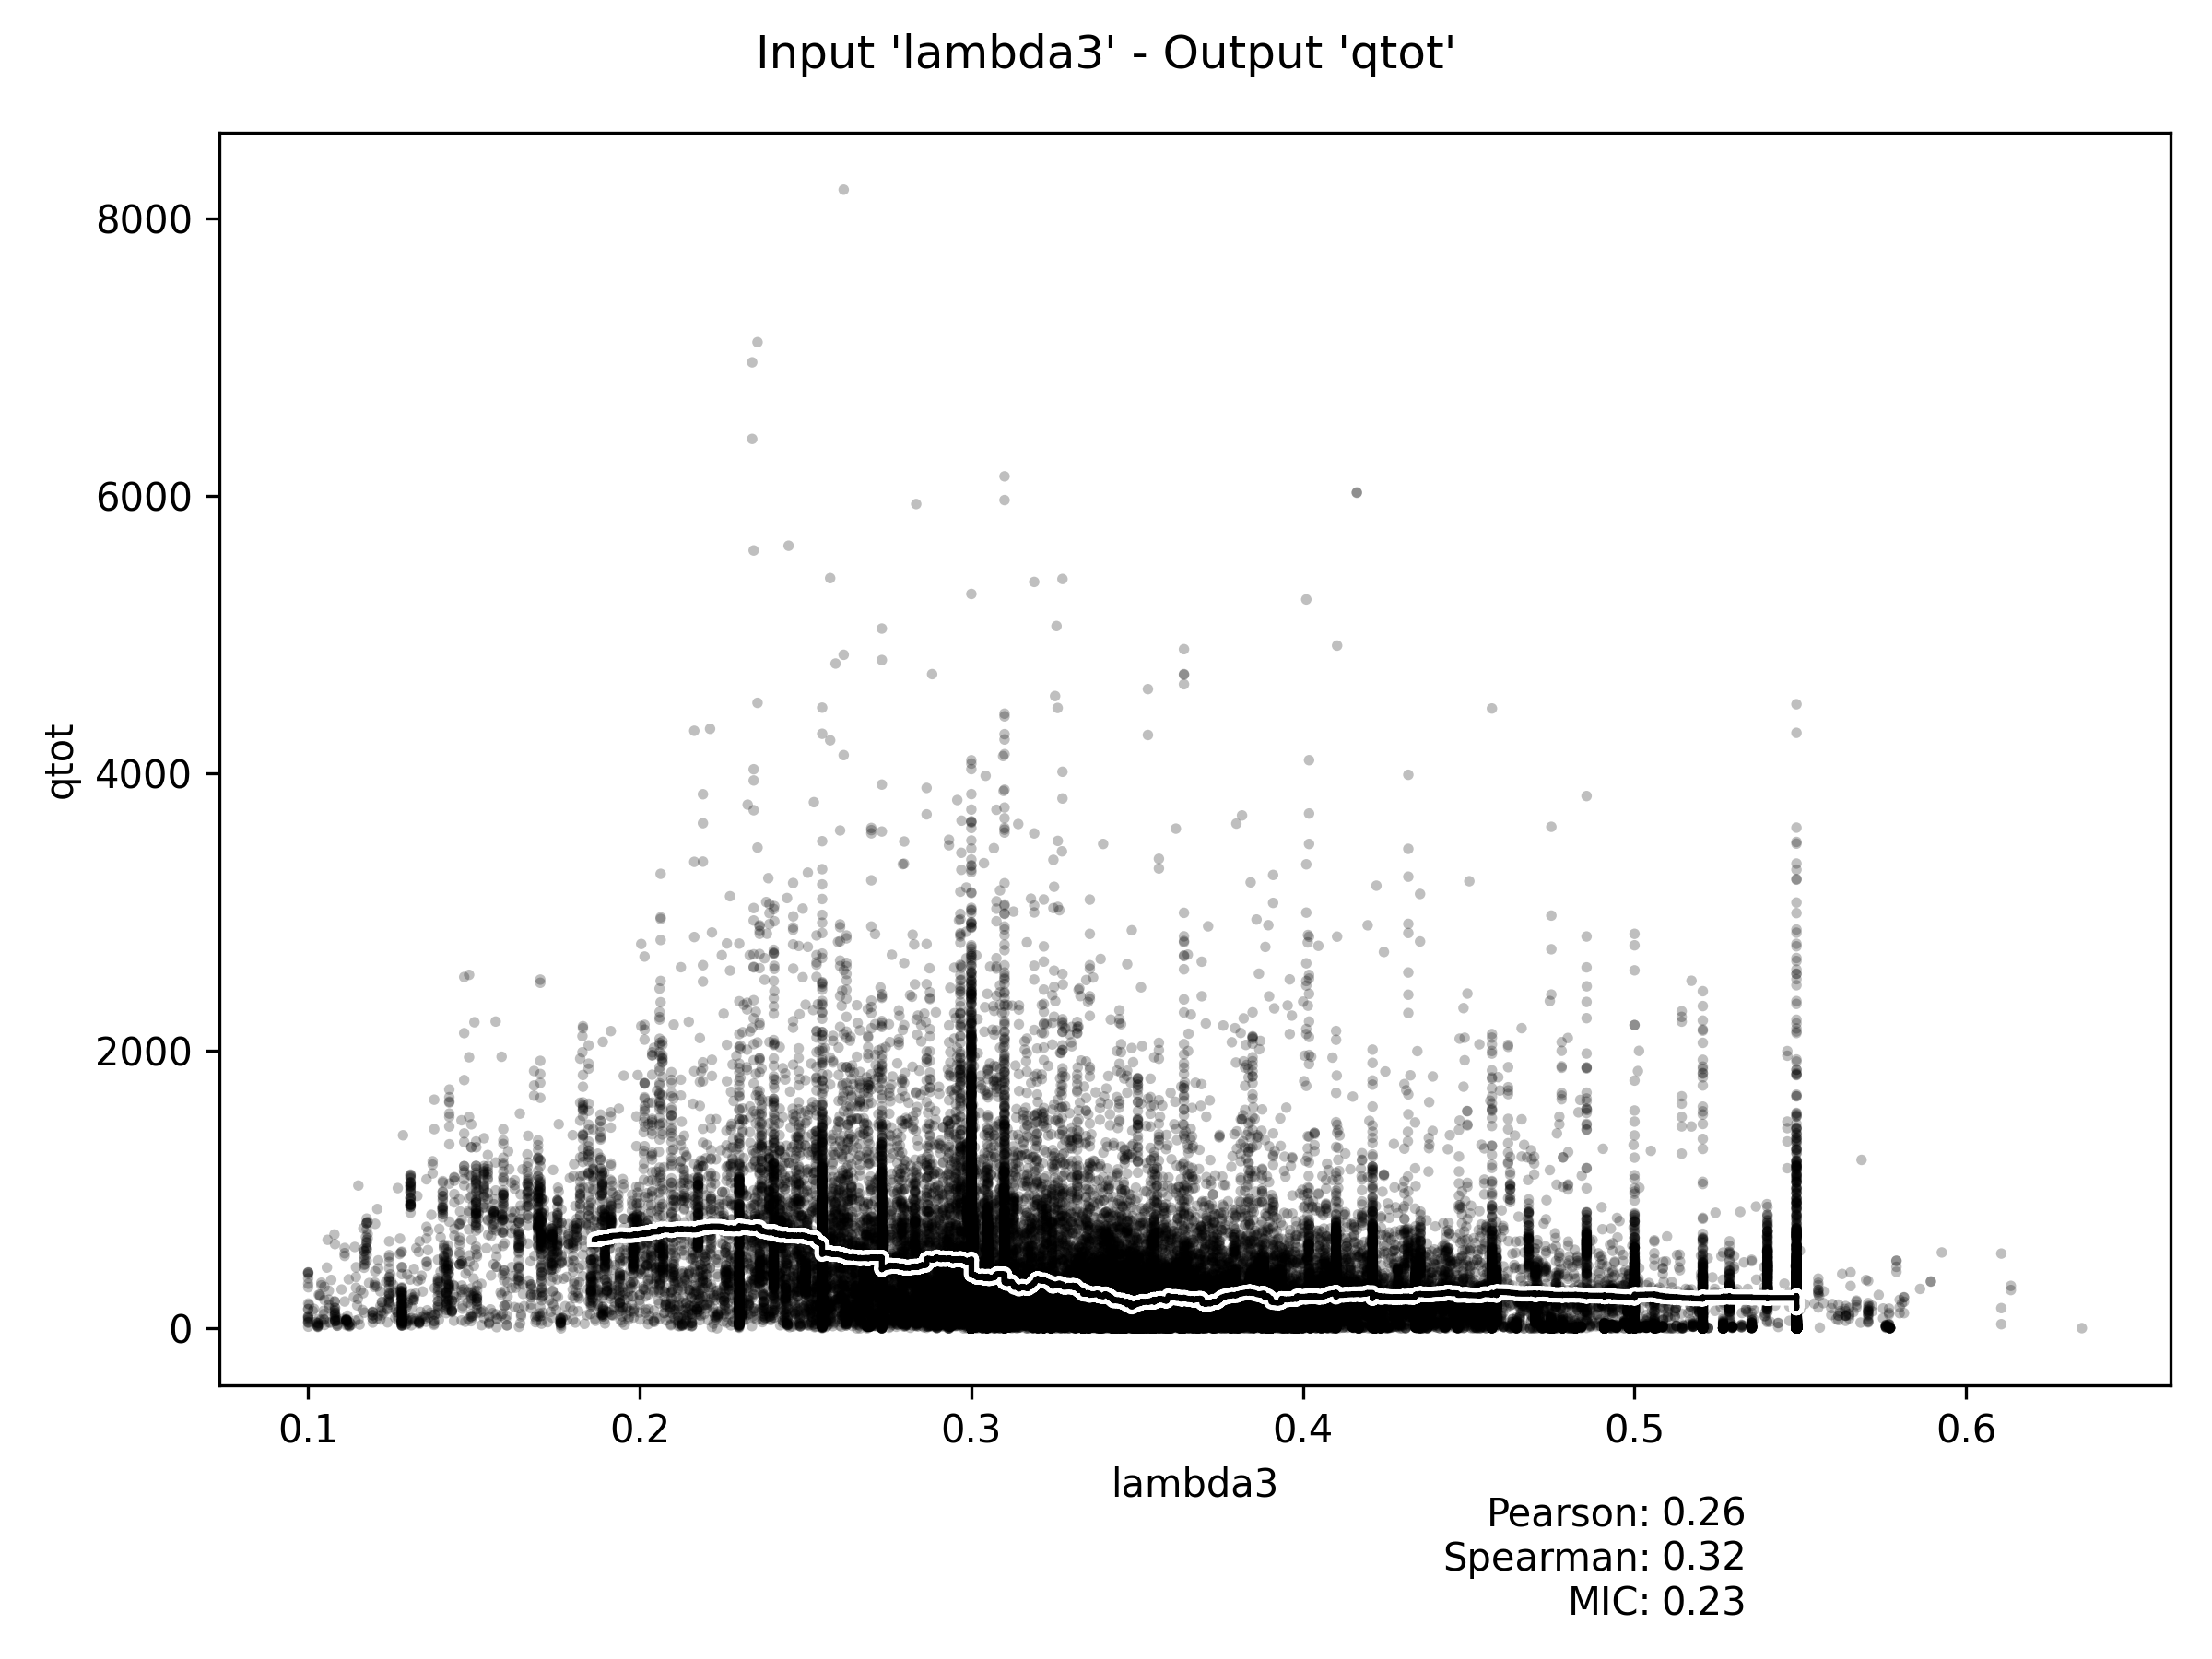 Input 'lambda3' - Output 'qtot'
8000
6000
4000
2000
0
qtot
0.1 0.2 0.3 0.4 0.5 0.6
lambda3
Pearson: 0.26
Spearman: 0.32
MIC: 0.23